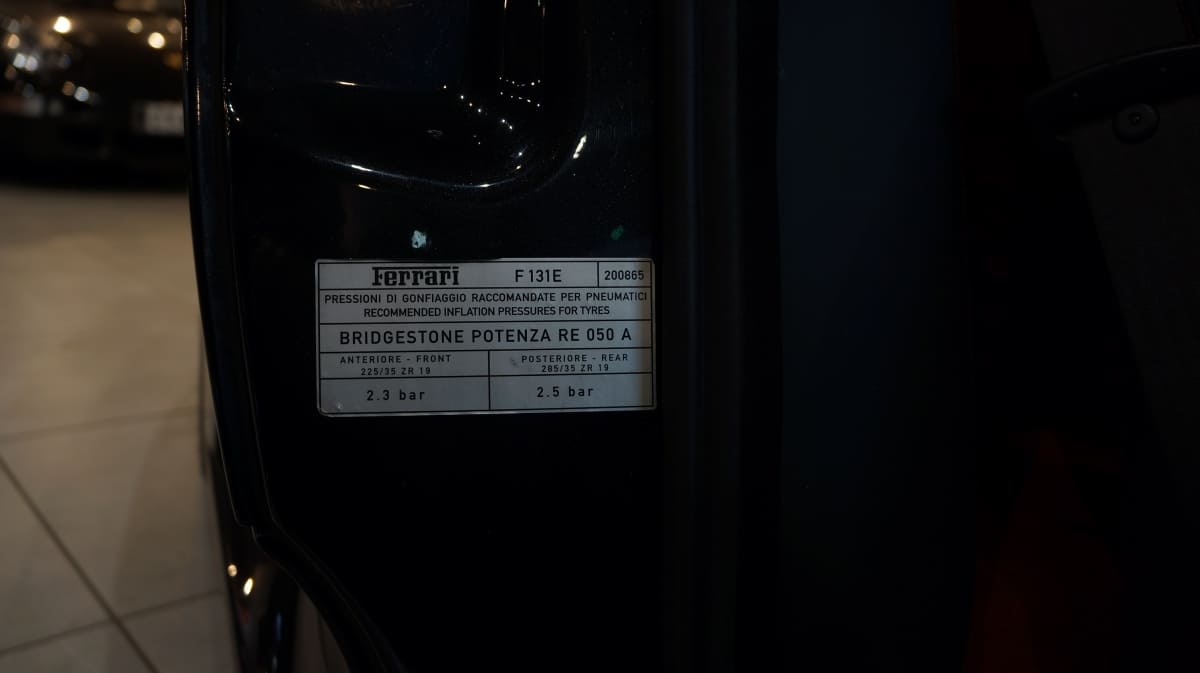 Ferrari F 131E 200865
PRESSIONI DI GONFIAGGIO RACCOMANDATE PER PNEUMATICI
RECOMMENDED INFLATION PRESSURES FOR TYRES
BRIDGESTONE POTENZA RE 050 A
ANTERIORE - FRONT
225/35 ZR 19
POSTERIORE - REAR
285/35 ZR 19
2.3 bar
2.5 bar